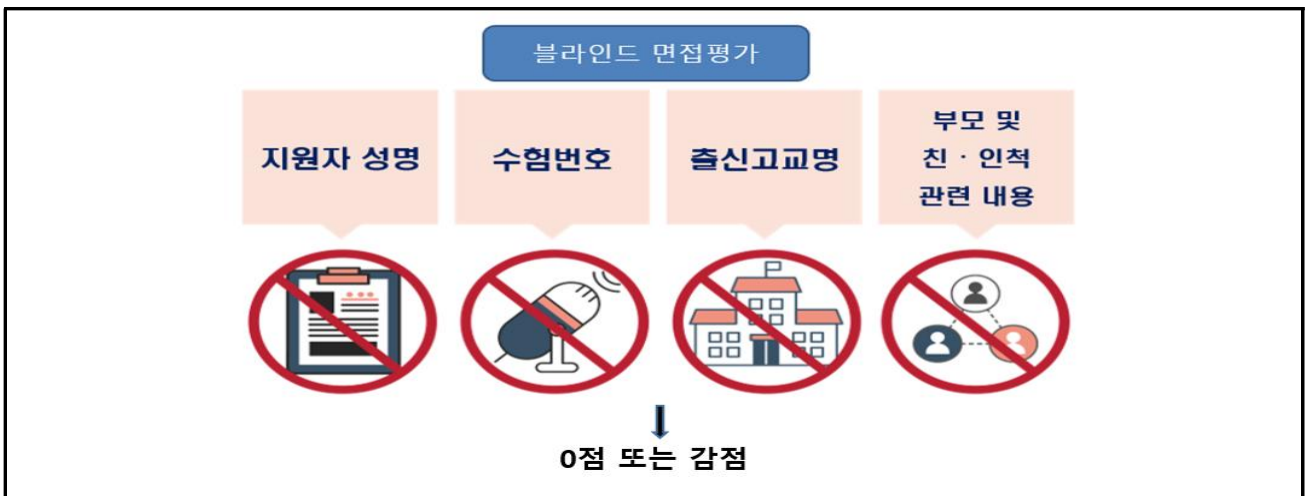 블라인드 면접평가
지원자 성명
수험번호
출신고교명
부모 및
친 · 인척
관련 내용
0점 또는 감점